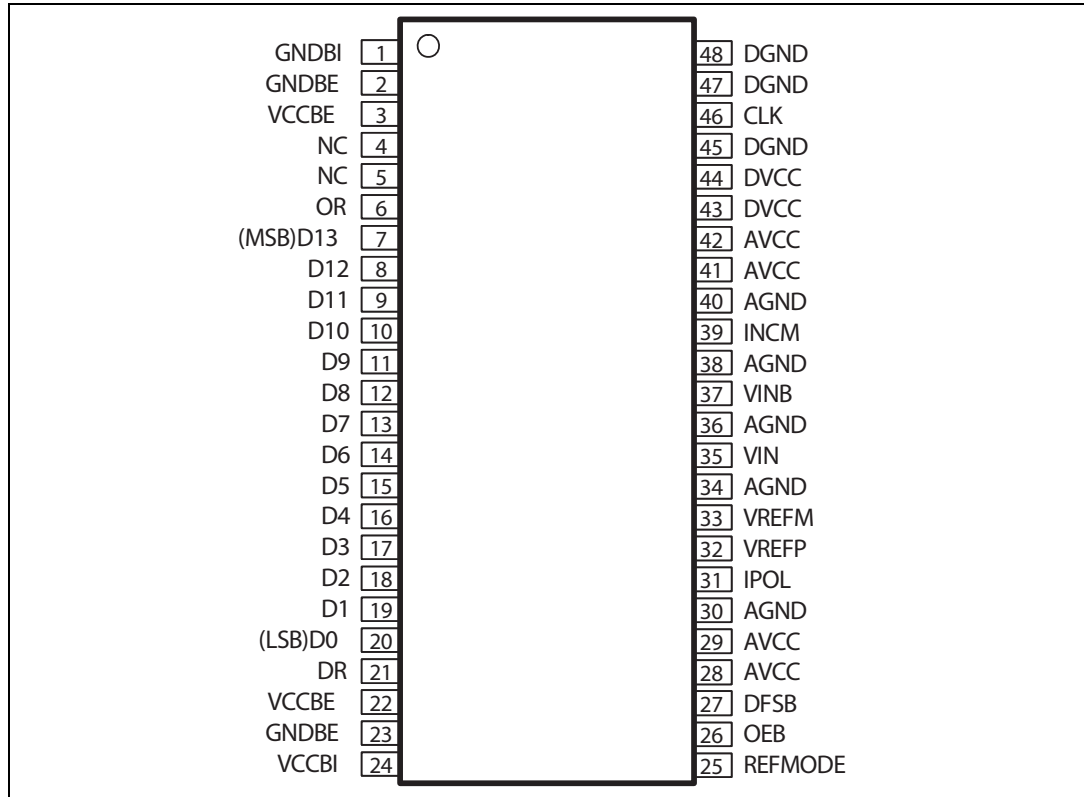 GNDBI 1 48 DGND
GNDBE 2 47 DGND
VCCBE 3 46 CLK
NC 4 45 DGND
NC 5 44 DVCC
OR 6 43 DVCC
(MSB)D13 7 42 AVCC
D12 8 41 AVCC
D11 9 40 AGND
D10 10 39 INCM
D9 11 38 AGND
D8 12 37 VINB
D7 13 36 AGND
D6 14 35 VIN
D5 15 34 AGND
D4 16 33 VREFM
D3 17 32 VREFP
D2 18 31 IPOL
D1 19 30 AGND
(LSB)D0 20 29 AVCC
DR 21 28 AVCC
VCCBE 22 27 DFSB
GNDBE 23 26 OEB
VCCBI 24 25 REFMODE